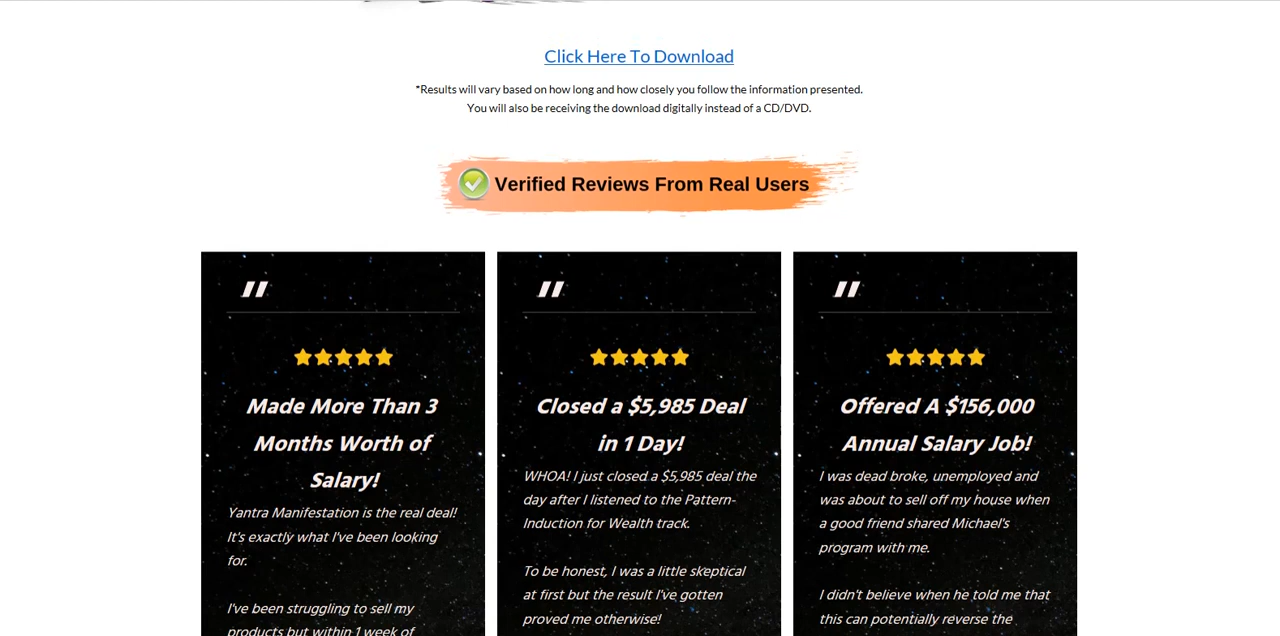 Click Here To Download
*Results will vary based on how long and how closely you follow the information presented.
You will also be receiving the download digitally instead of a CD/DVD.
Verified Reviews From Real Users
"
Made More Than 3
Months Worth of
Salary!
Yantra Manifestation is the real deal!
It's exactly what I've been looking
for.
I've been struggling to sell my
products but within 1 week of
"
Closed a $5,985 Deal
in 1 Day!
WHOA! I just closed a $5,985 deal the
day after I listened to the Pattern-
Induction for Wealth track.
To be honest, I was a little skeptical
at first but the result I've gotten
proved me otherwise!
"
Offered A $156,000
Annual Salary Job!
I was dead broke, unemployed and
was about to sell off my house when
a good friend shared Michael's
program with me.
I didn't believe when he told me that
this can potentially reverse the